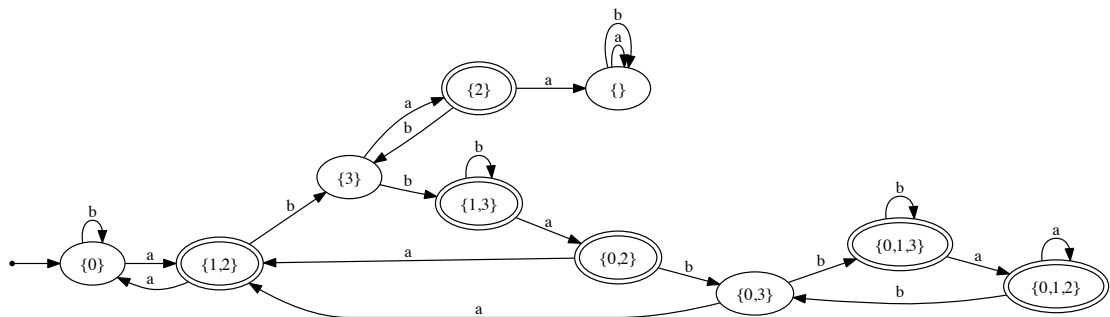 b
b
a
{2}
a
{}
a
b
{3}
b
b
{1,3}
b
a
b
{0}
a
{1,2}
a
a
{0,2}
b
{0,3}
b
b
{0,1,3}
a
a
{0,1,2}
b
a